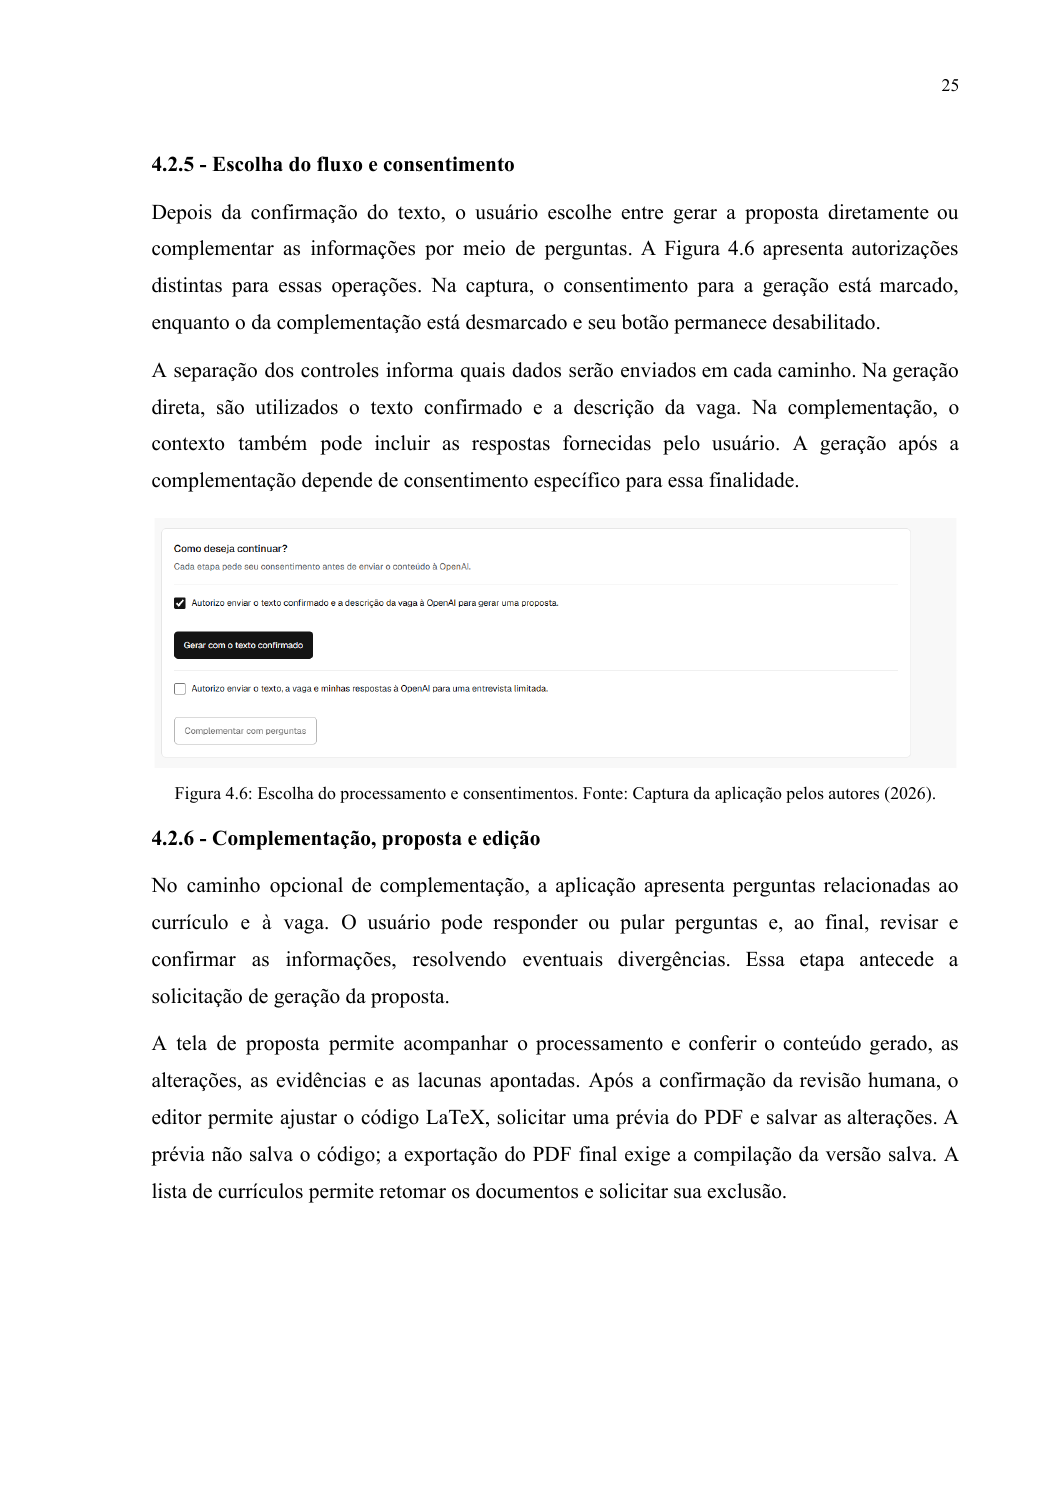 25
4.2.5 - Escolha do fluxo e consentimento
Depois da confirmação do texto, o usuário escolhe entre gerar a proposta diretamente ou
complementar as informações por meio de perguntas. A Figura 4.6 apresenta autorizações
distintas para essas operações. Na captura, o consentimento para a geração está marcado,
enquanto o da complementação está desmarcado e seu botão permanece desabilitado.
A separação dos controles informa quais dados serão enviados em cada caminho. Na geração
direta, são utilizados o texto confirmado e a descrição da vaga. Na complementação, o
contexto também pode incluir as respostas fornecidas pelo usuário. A geração após a
complementação depende de consentimento específico para essa finalidade.
Como deseja continuar?
Cada etapa pede seu consentimento antes de enviar o conteúdo à OpenAI.
Autorizo enviar o texto confirmado e a descrição da vaga à OpenAI para gerar uma proposta.
Gerar com o texto confirmado
Autorizo enviar o texto, a vaga e minhas respostas à OpenAI para uma entrevista limitada.
Complementar com perguntas
Figura 4.6: Escolha do processamento e consentimentos. Fonte: Captura da aplicação pelos autores (2026).
4.2.6 - Complementação, proposta e edição
No caminho opcional de complementação, a aplicação apresenta perguntas relacionadas ao
currículo e à vaga. O usuário pode responder ou pular perguntas e, ao final, revisar e
confirmar as informações, resolvendo eventuais divergências. Essa etapa antecede a
solicitação de geração da proposta.
A tela de proposta permite acompanhar o processamento e conferir o conteúdo gerado, as
alterações, as evidências e as lacunas apontadas. Após a confirmação da revisão humana, o
editor permite ajustar o código LaTeX, solicitar uma prévia do PDF e salvar as alterações. A
prévia não salva o código; a exportação do PDF final exige a compilação da versão salva. A
lista de currículos permite retomar os documentos e solicitar sua exclusão.